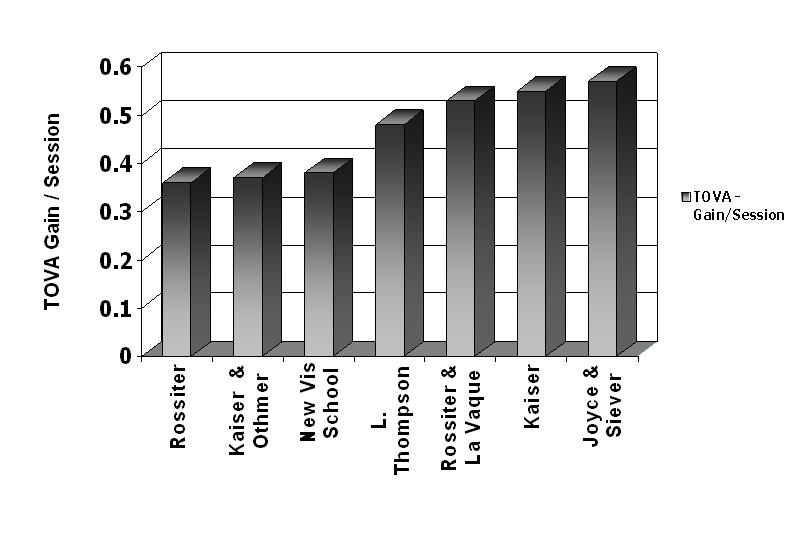 TOVA Gain / Session
0.6
0.5
0.4
0.3
0.2
0.1
0
Rossiter
Kaiser &
Othmer
New Vis
School
L.
Thompson
Rossiter &
La Vaque
Kaiser
Joyce &
Siever
TOVA -
Gain/Session